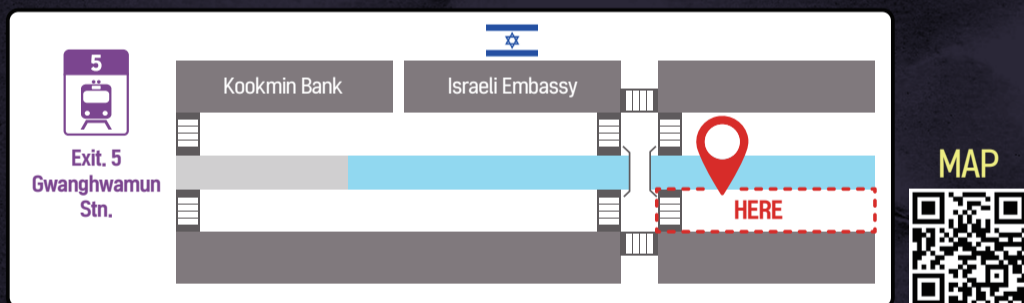 5
Exit. 5
Gwanghwamun
Stn.
Kookmin Bank
Israeli Embassy
HERE
MAP